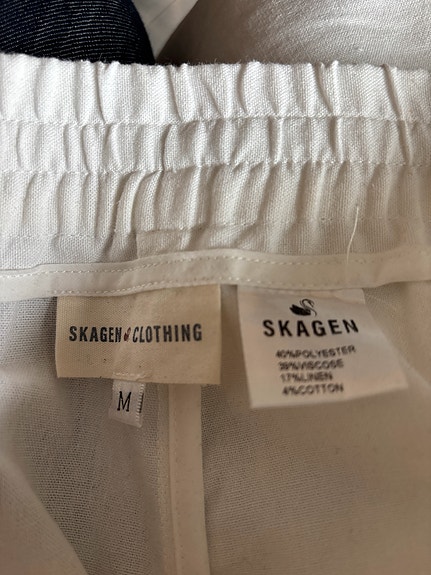 SKAGEN CLOTHING
M
SKAGEN
40%POLYESTER
39%VISCOSE
17%LINEN
4%COTTON